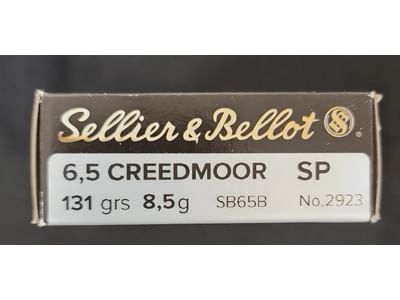 Sellier & Bellot
6,5 CREEDMOOR SP
131 grs 8,5g SB65B No.2923